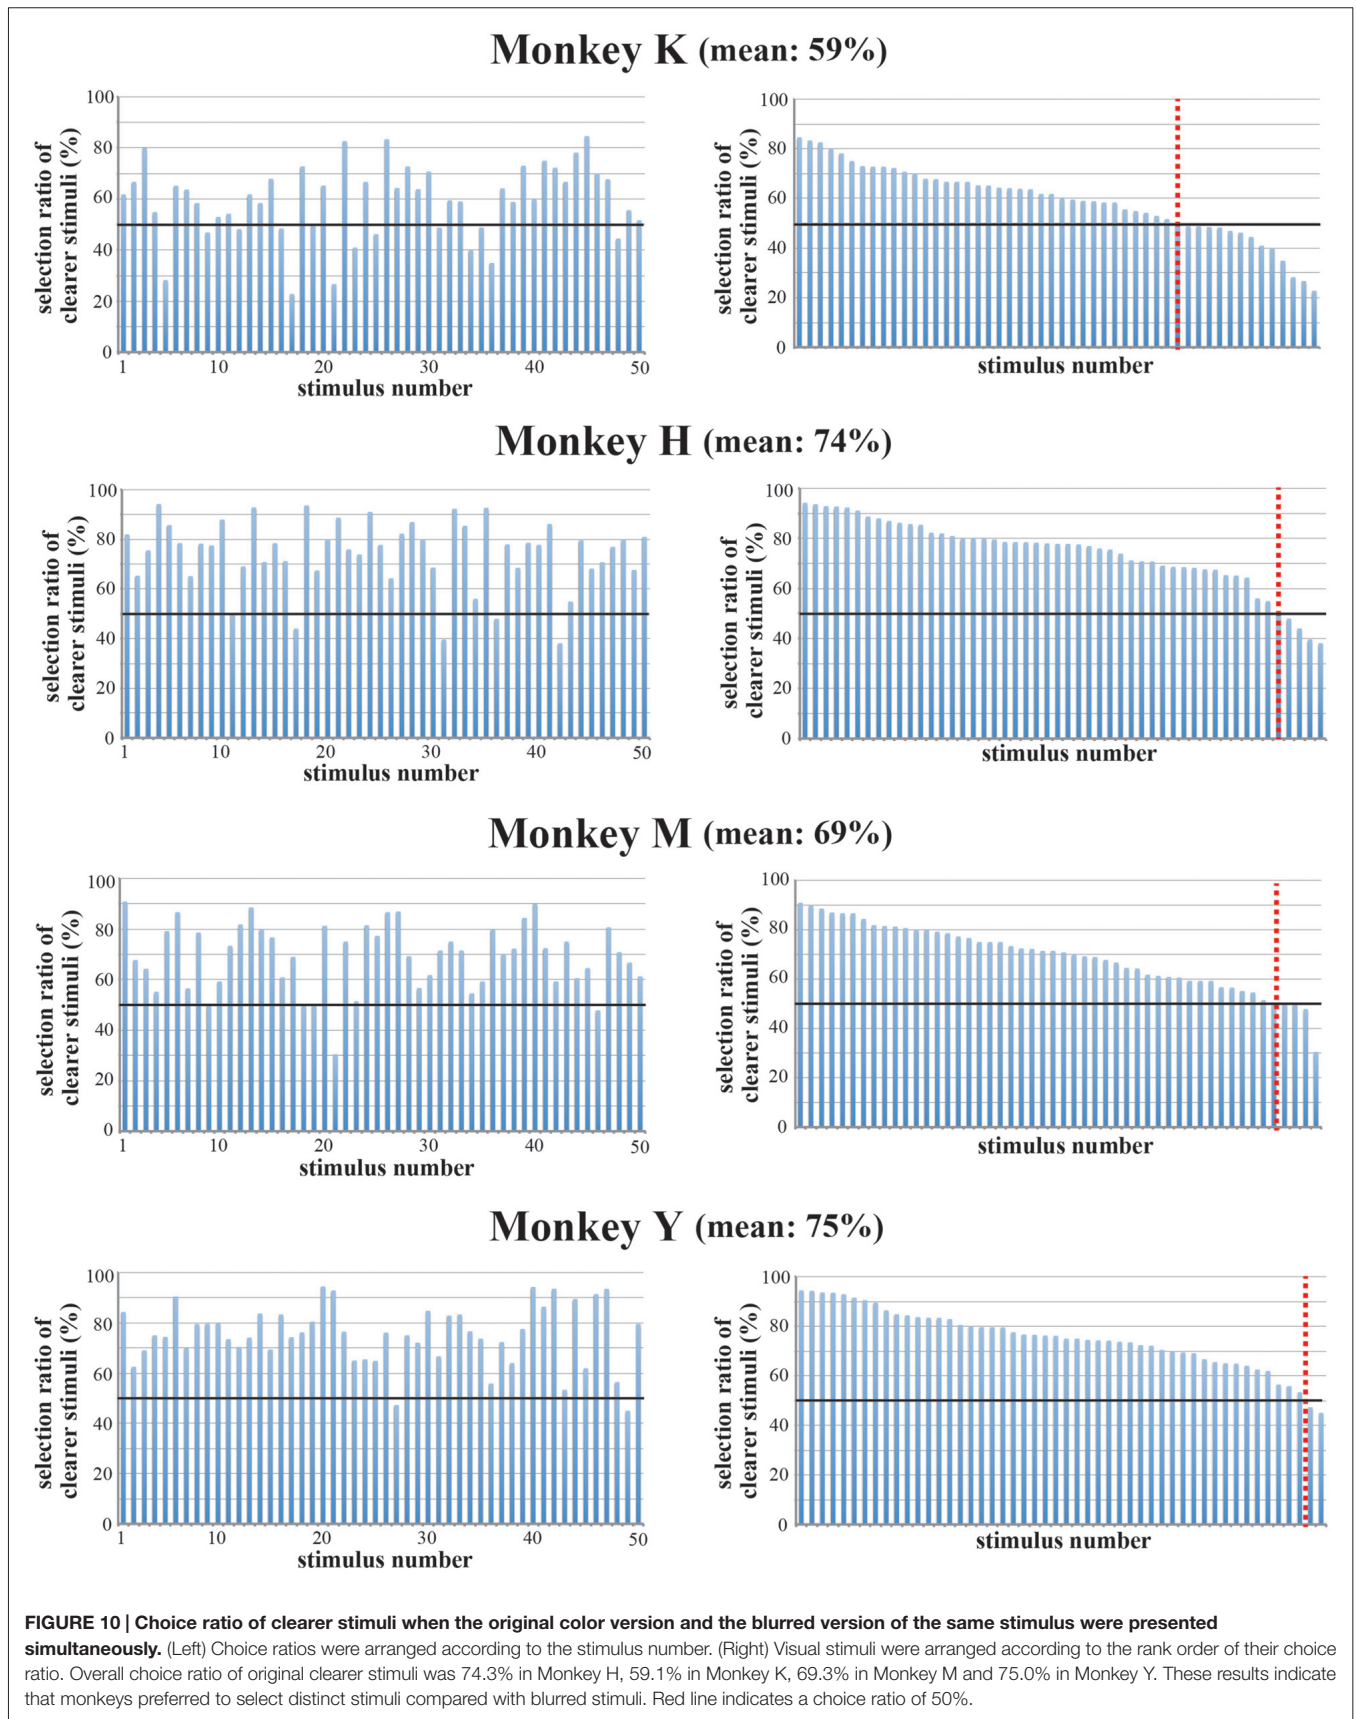 Monkey K (mean: 59%)
selection ratio of
clearer stimuli (%)
100
80
60
40
20
0
1 10 20 30 40 50
stimulus number
selection ratio of
clearer stimuli (%)
100
80
60
40
20
0
stimulus number
Monkey H (mean: 74%)
selection ratio of
clearer stimuli (%)
100
80
60
40
20
0
1 10 20 30 40 50
stimulus number
selection ratio of
clearer stimuli (%)
100
80
60
40
20
0
stimulus number
Monkey M (mean: 69%)
selection ratio of
clearer stimuli (%)
100
80
60
40
20
0
1 10 20 30 40 50
stimulus number
selection ratio of
clearer stimuli (%)
100
80
60
40
20
0
stimulus number
Monkey Y (mean: 75%)
selection ratio of
clearer stimuli (%)
100
80
60
40
20
0
1 10 20 30 40 50
stimulus number
selection ratio of
clearer stimuli (%)
100
80
60
40
20
0
stimulus number
FIGURE 10 | Choice ratio of clearer stimuli when the original color version and the blurred version of the same stimulus were presented
simultaneously. (Left) Choice ratios were arranged according to the stimulus number. (Right) Visual stimuli were arranged according to the rank order of their choice
ratio. Overall choice ratio of original clearer stimuli was 74.3% in Monkey H, 59.1% in Monkey K, 69.3% in Monkey M and 75.0% in Monkey Y. These results indicate
that monkeys preferred to select distinct stimuli compared with blurred stimuli. Red line indicates a choice ratio of 50%.